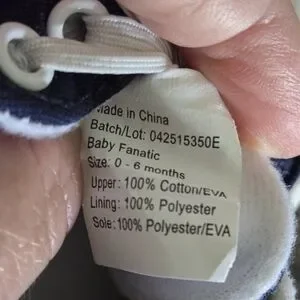 Made in China
Batch/Lot: 042515350E
Baby Fanatic
Size: 0 - 6 months
Upper: 100% Cotton/EVA
Lining: 100% Polyester
Sole: 100% Polyester/EVA